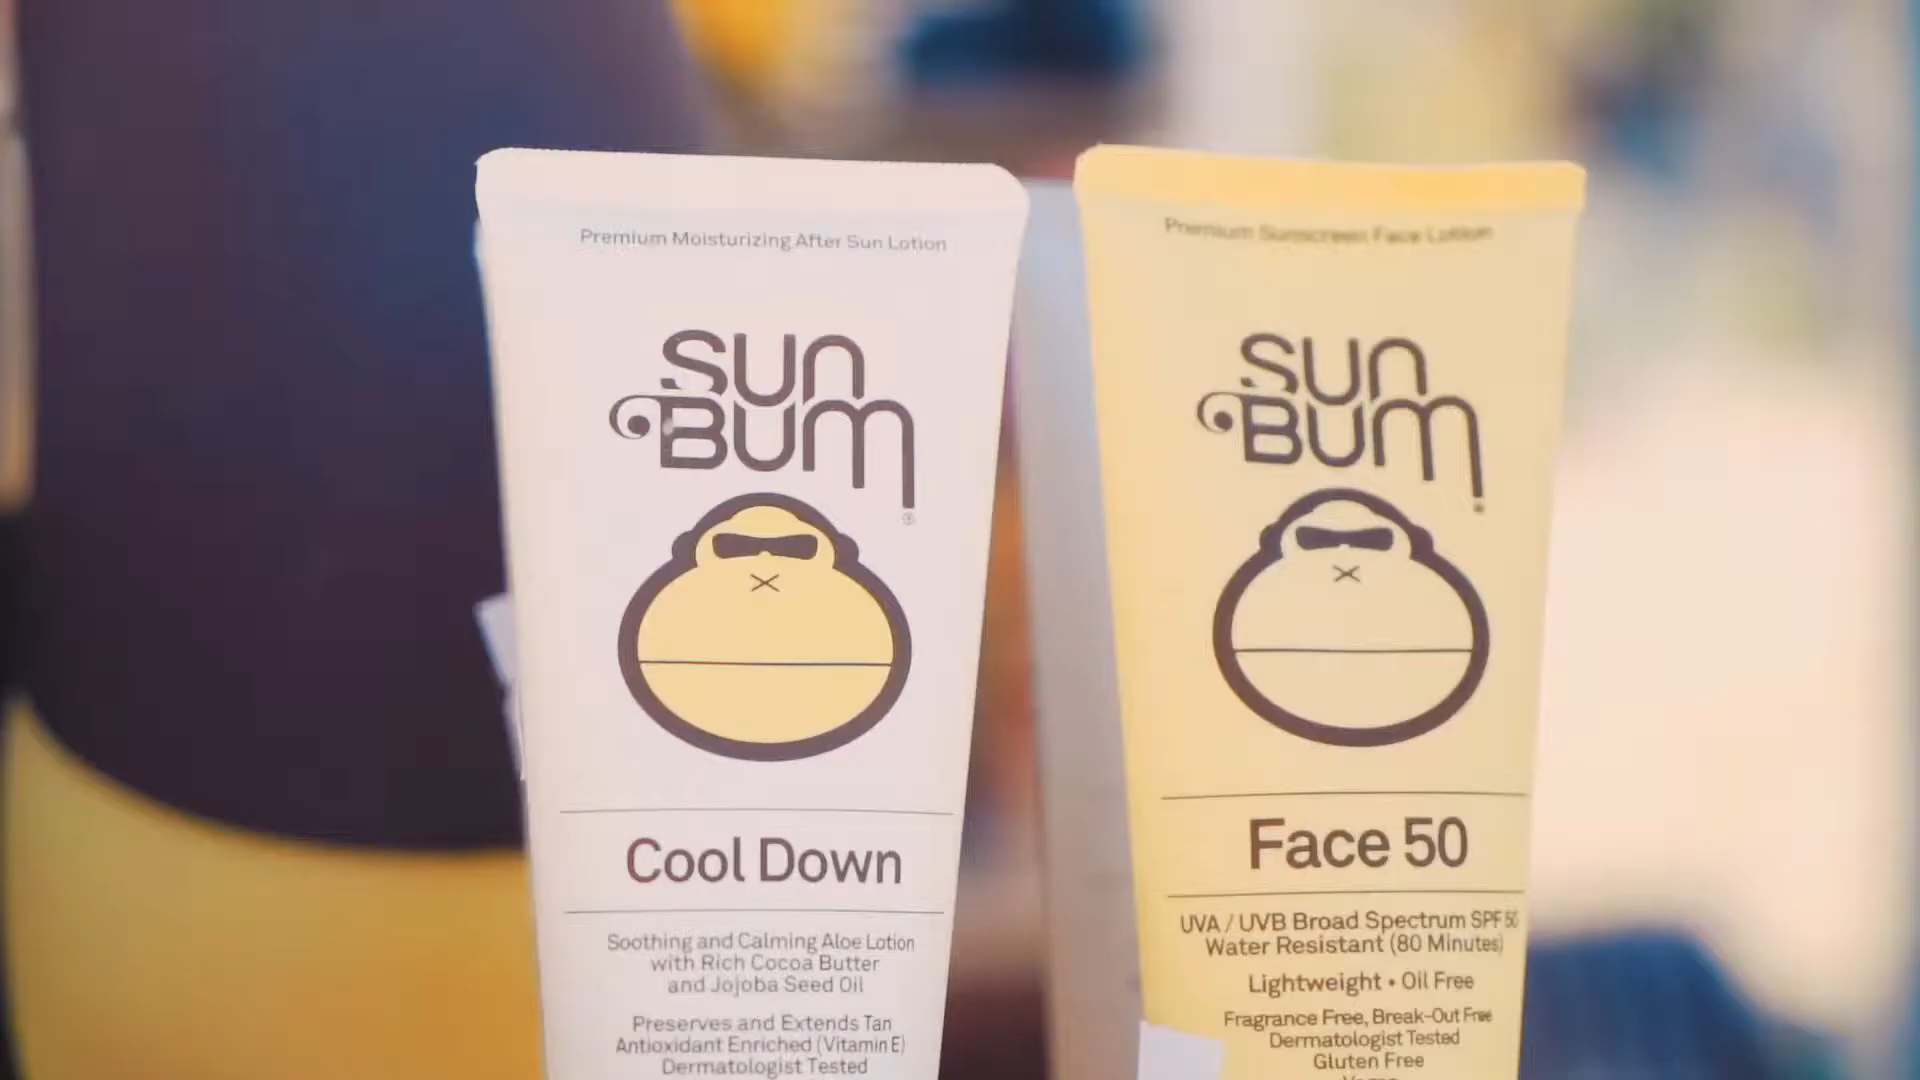 Premium Moisturizing After Sun Lotion
SUN
BUM
®
Cool Down
Soothing and Calming Aloe Lotion
with Rich Cocoa Butter
and Jojoba Seed Oil
Preserves and Extends Tan
Antioxidant Enriched (Vitamin E)
Dermatologist Tested
Premium Sunscreen Face Lotion
SUN
BUM
Face 50
UVA / UVB Broad Spectrum SPF 50
Water Resistant (80 Minutes)
Lightweight • Oil Free
Fragrance Free, Break-Out Free
Dermatologist Tested
Gluten Free